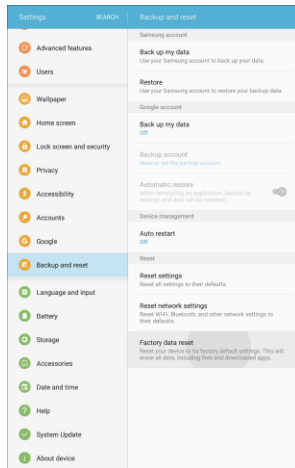 Settings
SEARCH
Advanced features
Users
Wallpaper
Home screen
Lock screen and security
Privacy
Accessibility
Accounts
Google
Backup and reset
Language and input
Battery
Storage
Accessories
Date and time
Help
System Update
About device
Backup and reset
Samsung account
Back up my data
Use your Samsung account to back up your data.
Restore
Use your Samsung account to restore your backup data.
Google account
Back up my data
Off
Backup account
Need to set the backup account
Automatic restore
When reinstalling an application, backed up
settings and data will be restored.
Device management
Auto restart
Off
Reset
Reset settings
Reset all settings to their defaults.
Reset network settings
Reset Wi-Fi, Bluetooth, and other network settings to
their defaults.
Factory data reset
Reset your device to its factory default settings. This will
erase all data, including files and downloaded apps.